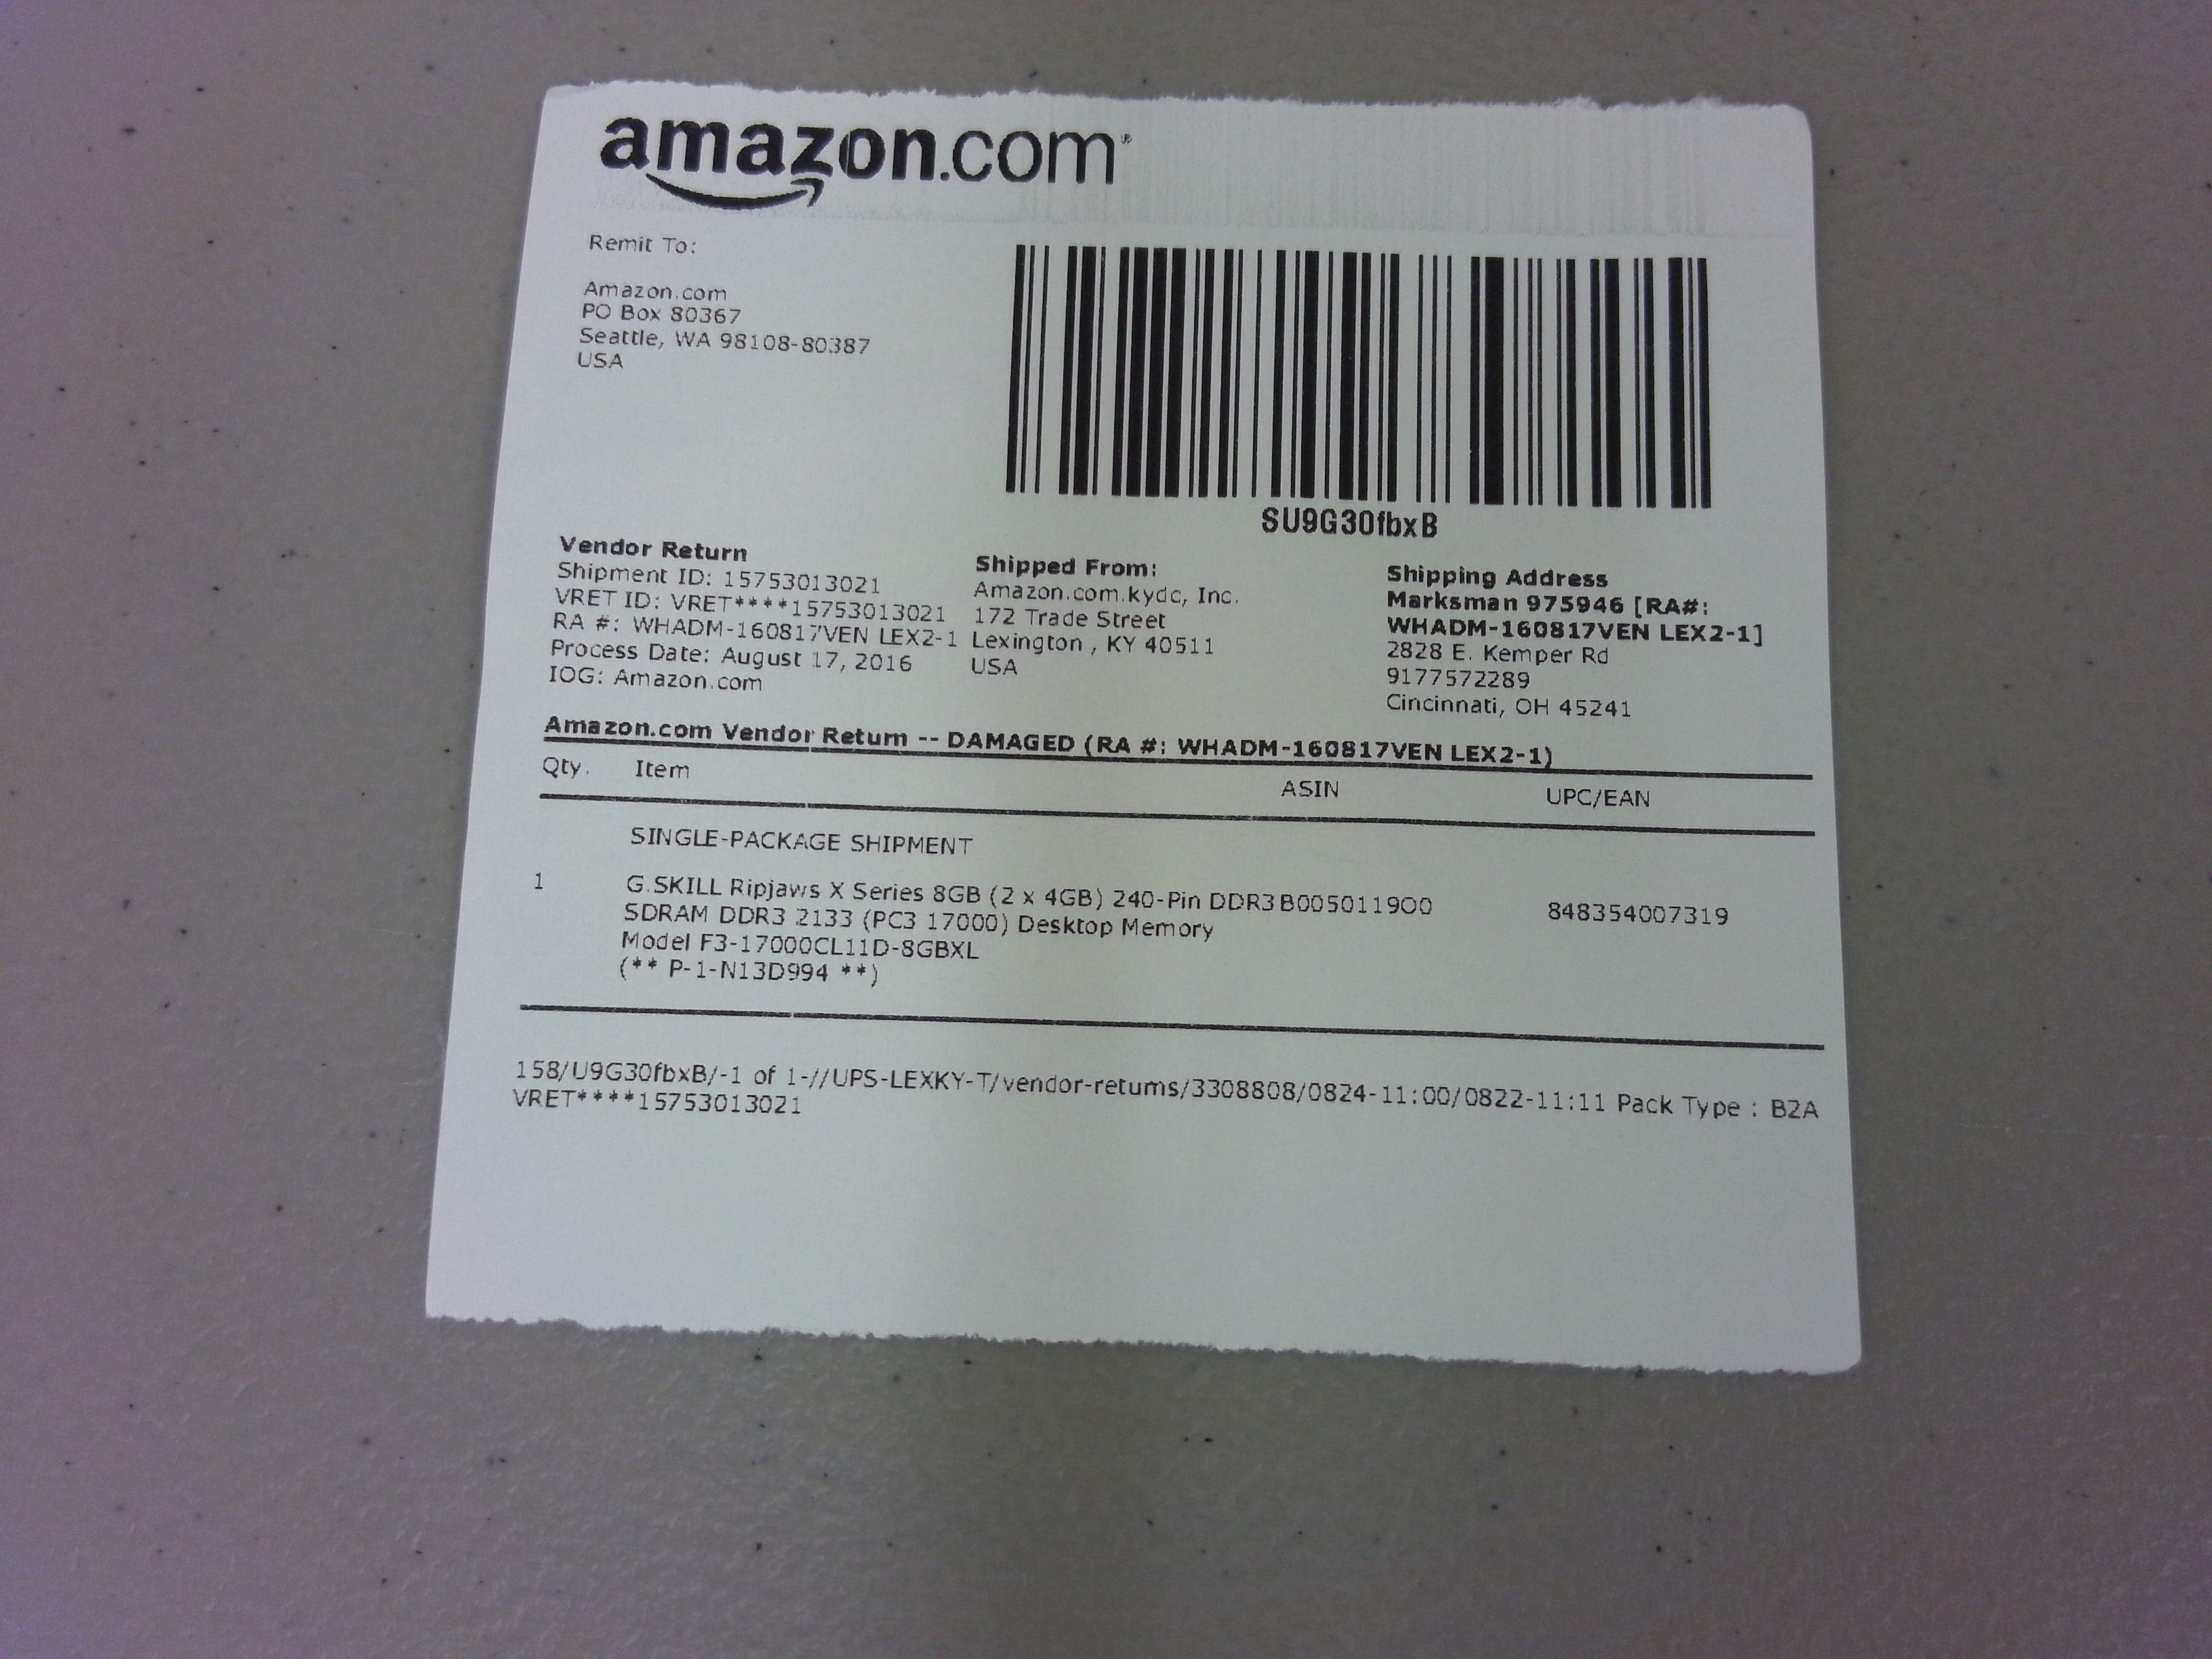 amazon.com
Remit To:
Amazon.com
PO Box 80367
Seattle, WA 98108-80387
USA
SU9G30fbxB
Vendor Return
Shipment ID: 15753013021
VRET ID: VRET****15753013021
RA #: WHADM-160817VEN LEX2-1
Process Date: August 17, 2016
IOG: Amazon.com
Shipped From:
Amazon.com.kydc, Inc.
172 Trade Street
Lexington , KY 40511
USA
Shipping Address
Marksman 975946 [RA#:
WHADM-160817VEN LEX2-1]
2828 E. Kemper Rd
9177572289
Cincinnati, OH 45241
Amazon.com Vendor Return -- DAMAGED (RA #: WHADM-160817VEN LEX2-1)
Qty. Item ASIN UPC/EAN
SINGLE-PACKAGE SHIPMENT
1 G.SKILL Ripjaws X Series 8GB (2 x 4GB) 240-Pin DDR3 B005011900 848354007319
SDRAM DDR3 2133 (PC3 17000) Desktop Memory
Model F3-17000CL11D-8GBXL
(** P-1-N13D994 **)
158/U9G30fbxB/-1 of 1-//UPS-LEXKY-T/vendor-returns/3308808/0824-11:00/0822-11:11 Pack Type : B2A
VRET****15753013021